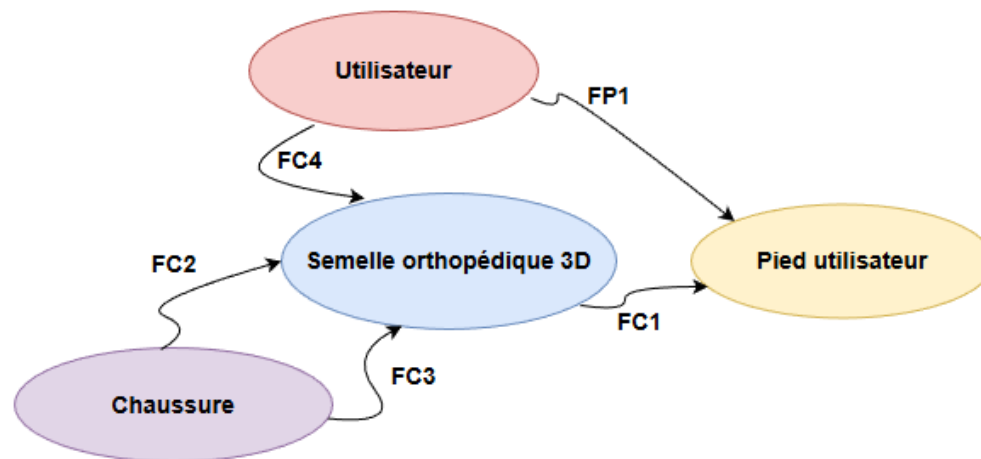 Utilisateur
FP1
FC4
FC2
Semelle orthopédique 3D
Pied utilisateur
FC1
FC3
Chaussure